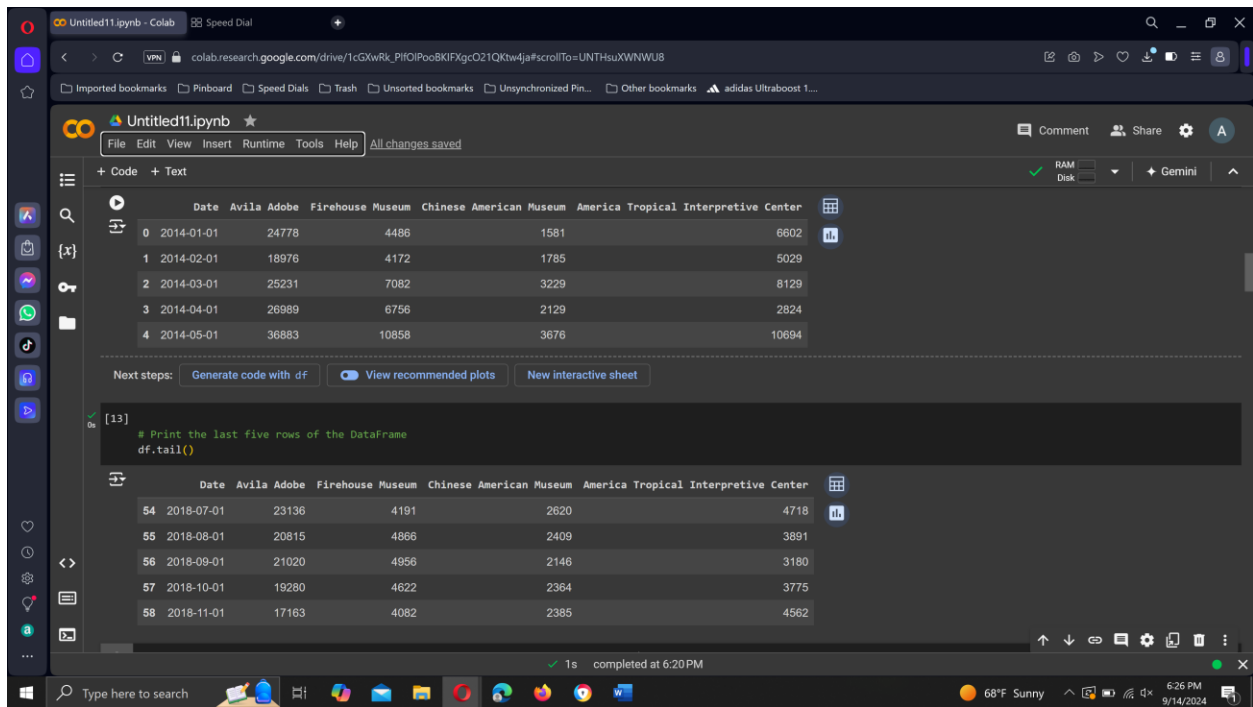 Untitled11.ipynb - Colab Speed Dial
VPN colab.research.google.com/drive/1cGXwRk_PlfOlPooBKIFXgcO21QKtw4ja#scrollTo=UNTHsuXWNWU8
Imported bookmarks Pinboard Speed Dials Trash Unsorted bookmarks Unsynchronized Pin... Other bookmarks adidas Ultraboost 1....
Untitled11.ipynb
Comment Share A
File Edit View Insert Runtime Tools Help All changes saved
+ Code + Text RAM Disk Gemini
Date Avila Adobe Firehouse Museum Chinese American Museum America Tropical Interpretive Center
0 2014-01-01 24778 4486 1581 6602
1 2014-02-01 18976 4172 1785 5029
2 2014-03-01 25231 7082 3229 8129
3 2014-04-01 26989 6756 2129 2824
4 2014-05-01 36883 10858 3676 10694
Next steps: Generate code with df View recommended plots New interactive sheet
[13]
0s
# Print the last five rows of the DataFrame
df.tail()
Date Avila Adobe Firehouse Museum Chinese American Museum America Tropical Interpretive Center
54 2018-07-01 23136 4191 2620 4718
55 2018-08-01 20815 4866 2409 3891
56 2018-09-01 21020 4956 2146 3180
57 2018-10-01 19280 4622 2364 3775
58 2018-11-01 17163 4082 2385 4562
1s completed at 6:20 PM
Type here to search 68°F Sunny 6:26 PM
9/14/2024